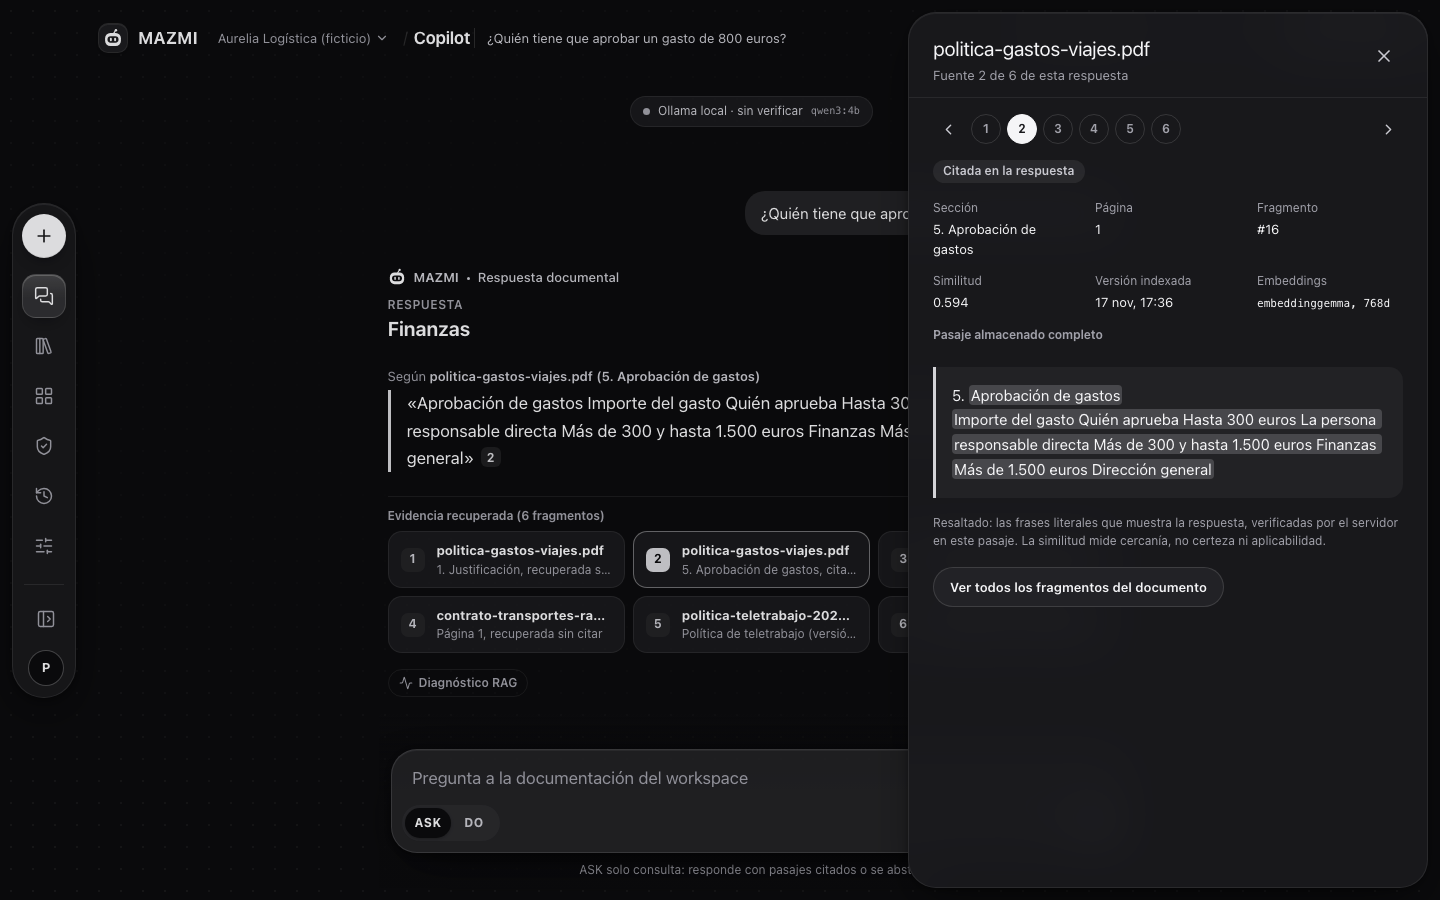 MAZMI
Aurelia Logística (ficticio)
/ Copilot
¿Quién tiene que aprobar un gasto de 800 euros?
Ollama local · sin verificar qwen3:4b
¿Quién tiene que apro
MAZMI • Respuesta documental
RESPUESTA
Finanzas
Según politica-gastos-viajes.pdf (5. Aprobación de gastos)
«Aprobación de gastos Importe del gasto Quién aprueba Hasta 30
responsable directa Más de 300 y hasta 1.500 euros Finanzas Más
general» 2
Evidencia recuperada (6 fragmentos)
1 politica-gastos-viajes.pdf
1. Justificación, recuperada s...
2 politica-gastos-viajes.pdf
5. Aprobación de gastos, cita...
3
4 contrato-transportes-ra...
Página 1, recuperada sin citar
5 politica-teletrabajo-202...
Política de teletrabajo (versió...
6
Diagnóstico RAG
Pregunta a la documentación del workspace
ASK DO
ASK solo consulta: responde con pasajes citados o se abst
P
politica-gastos-viajes.pdf
Fuente 2 de 6 de esta respuesta
1 2 3 4 5 6
Citada en la respuesta
Sección Página Fragmento
5. Aprobación de 1 #16
gastos
Similitud Versión indexada Embeddings
0.594 17 nov, 17:36 embeddinggemma, 768d
Pasaje almacenado completo
5. Aprobación de gastos
Importe del gasto Quién aprueba Hasta 300 euros La persona
responsable directa Más de 300 y hasta 1.500 euros Finanzas
Más de 1.500 euros Dirección general
Resaltado: las frases literales que muestra la respuesta, verificadas por el servidor
en este pasaje. La similitud mide cercanía, no certeza ni aplicabilidad.
Ver todos los fragmentos del documento